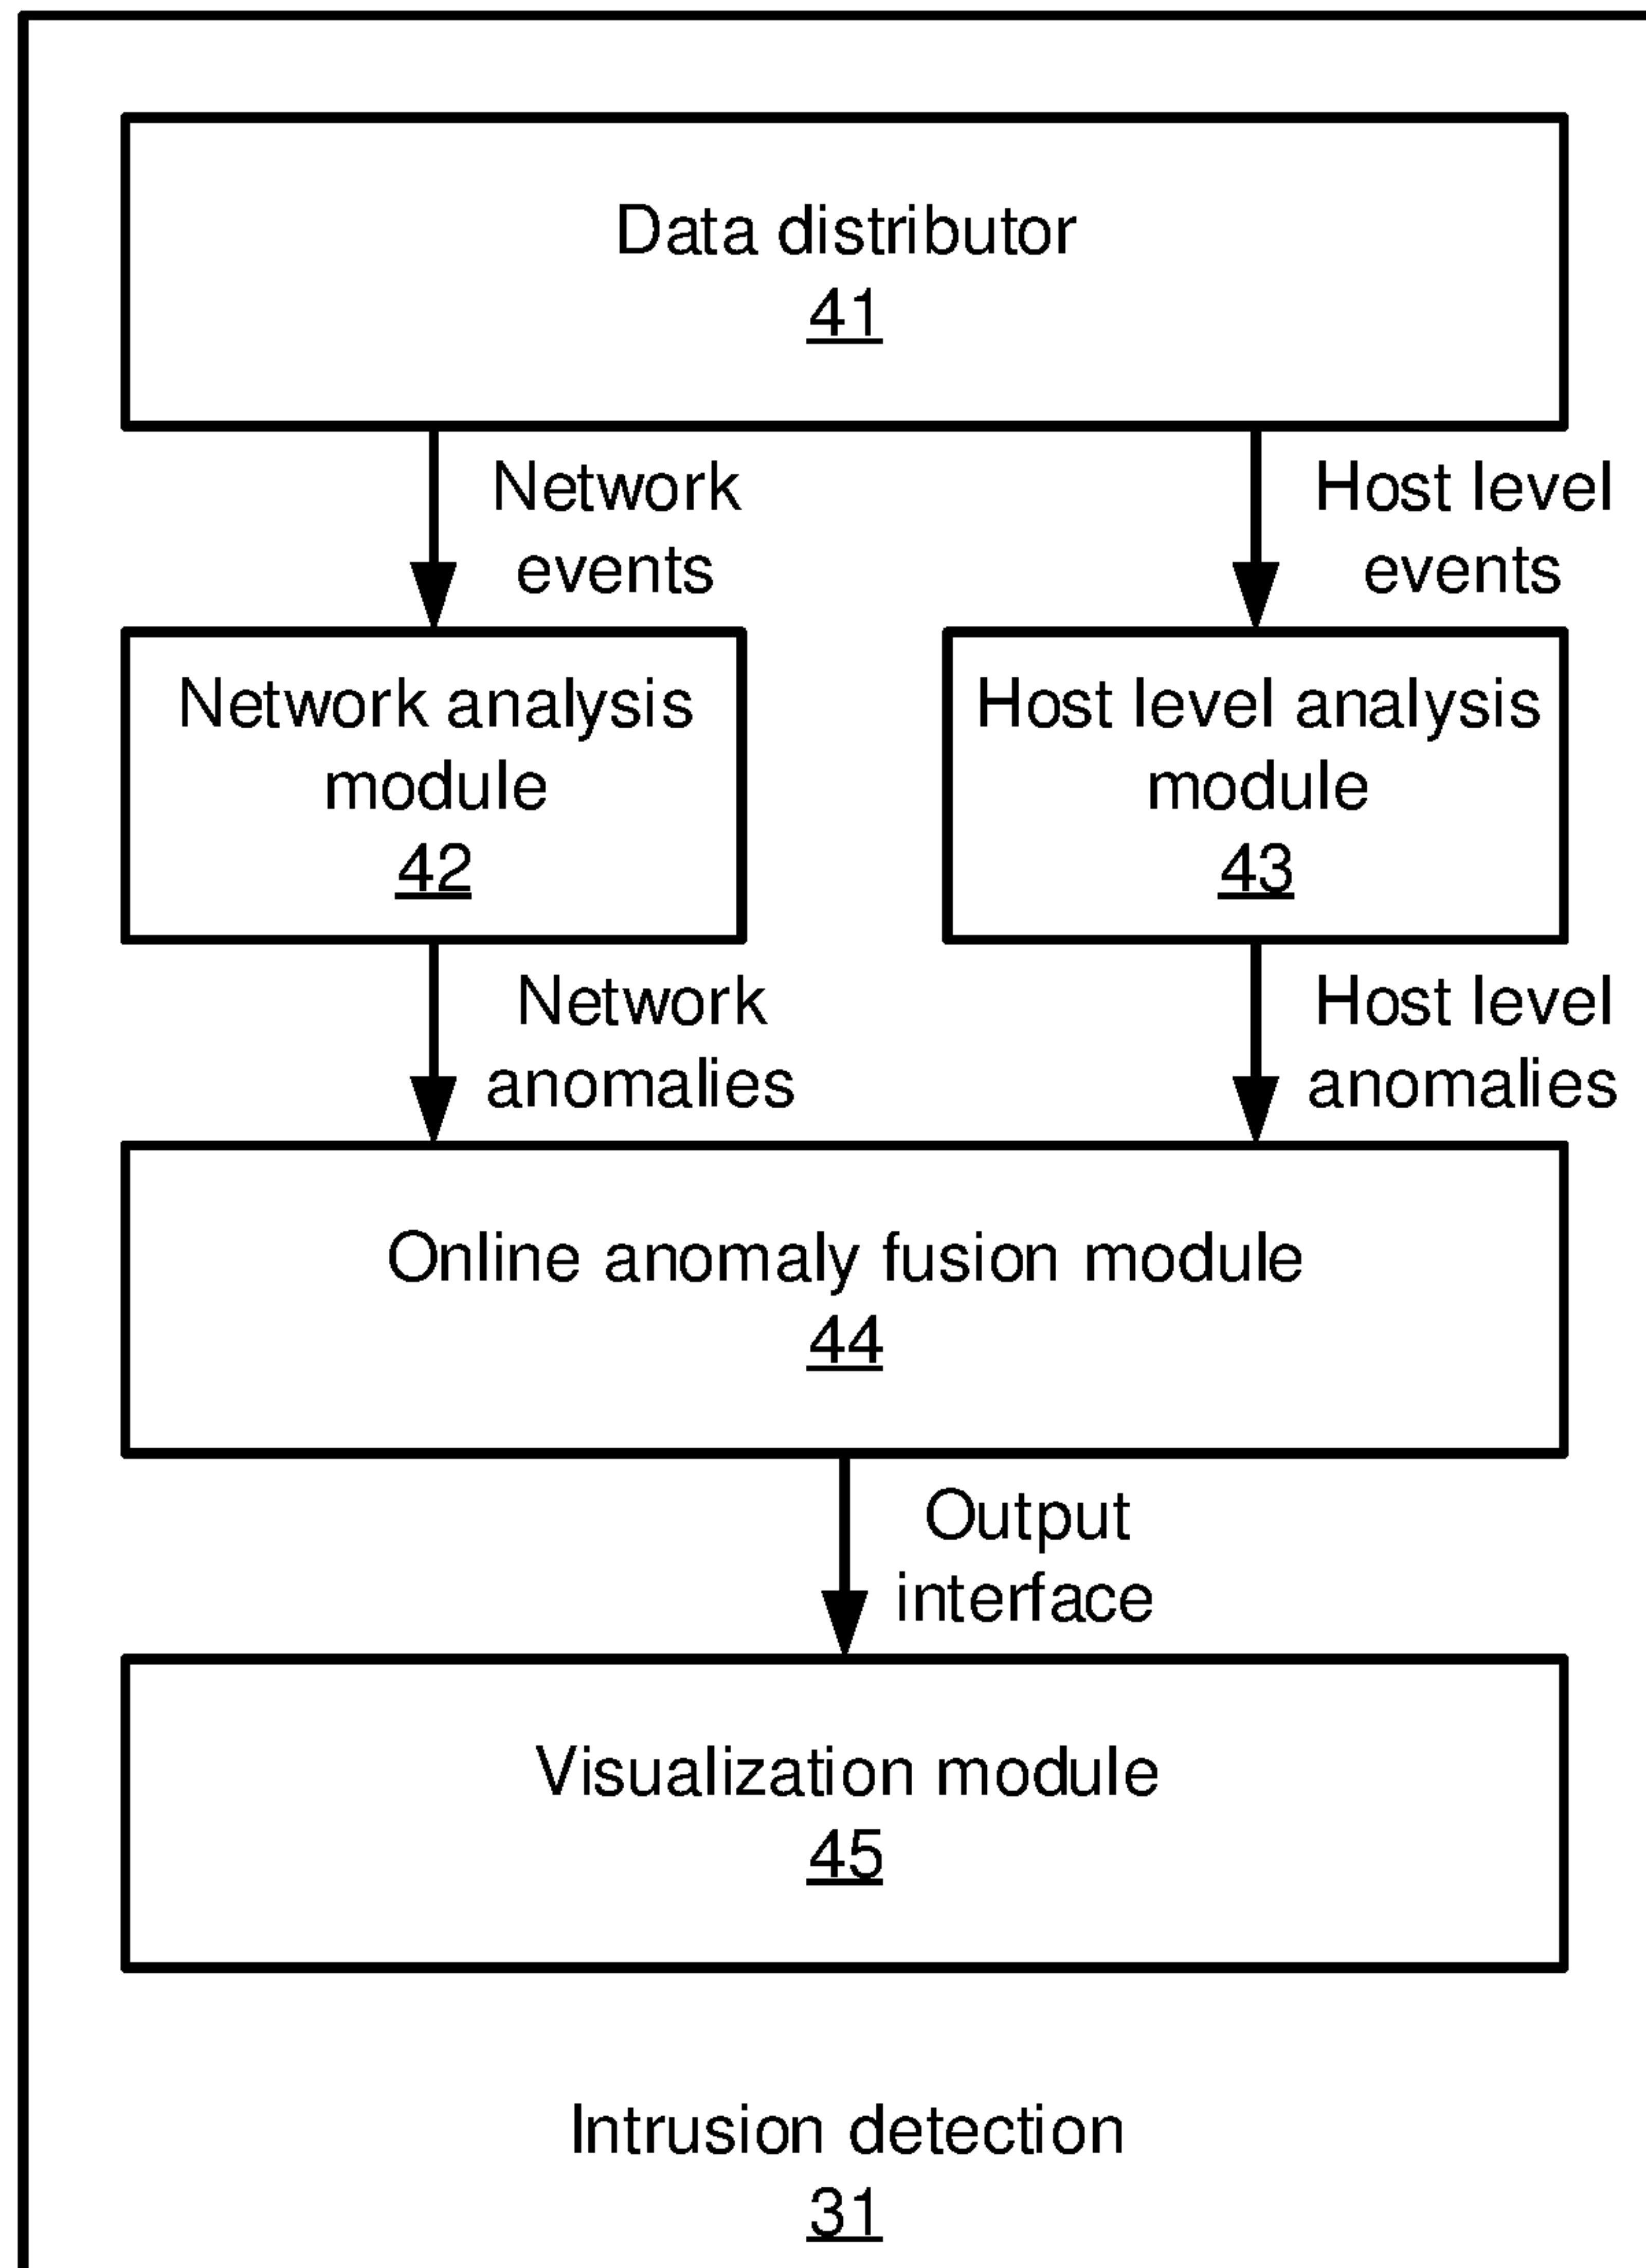 Data distributor
41
Network
events
Host level
events
Network analysis
module
42
Host level analysis
module
43
Network
anomalies
Host level
anomalies
Online anomaly fusion module
44
Output
interface
Visualization module
45
Intrusion detection
31